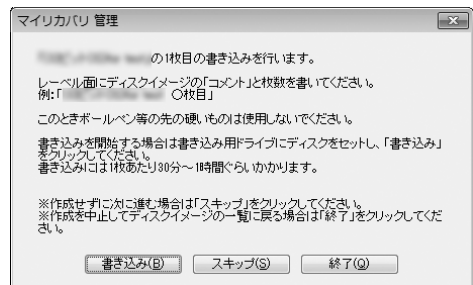 マイリカバリ 管理
の1枚目の書き込みを行います。
レーベル面にディスクイメージの「コメント」と枚数を書いてください。
例:「 〇枚目」
このときボールペン等の先の硬いものは使用しないでください。
書き込みを開始する場合は書き込み用ドライブにディスクをセットし、「書き込み」
をクリックしてください。
書き込みには1枚あたり30分～1時間ぐらいかかります。
※作成せずに次に進む場合は「スキップ」をクリックしてください。
※作成を中止してディスクイメージの一覧に戻る場合は「終了」をクリックしてくだ
さい。
書き込み(B) スキップ(S) 終了(Q)